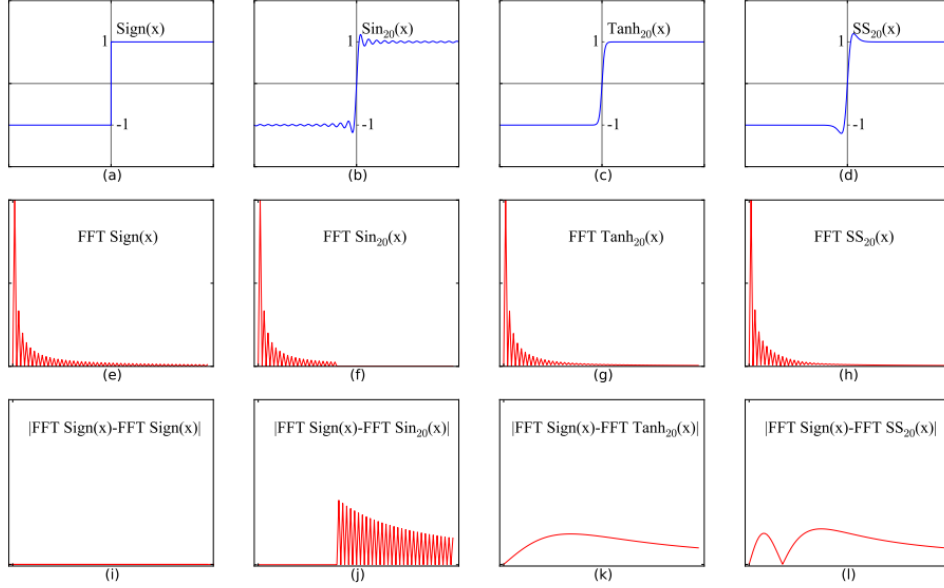 Sign(x)
1
-1
(a)
Sin₂₀(x)
1
-1
(b)
Tanh₂₀(x)
1
-1
(c)
SS₂₀(x)
1
-1
(d)
FFT Sign(x)
(e)
FFT Sin₂₀(x)
(f)
FFT Tanh₂₀(x)
(g)
FFT SS₂₀(x)
(h)
|FFT Sign(x)-FFT Sign(x)|
(i)
|FFT Sign(x)-FFT Sin₂₀(x)|
(j)
|FFT Sign(x)-FFT Tanh₂₀(x)|
(k)
|FFT Sign(x)-FFT SS₂₀(x)|
(l)